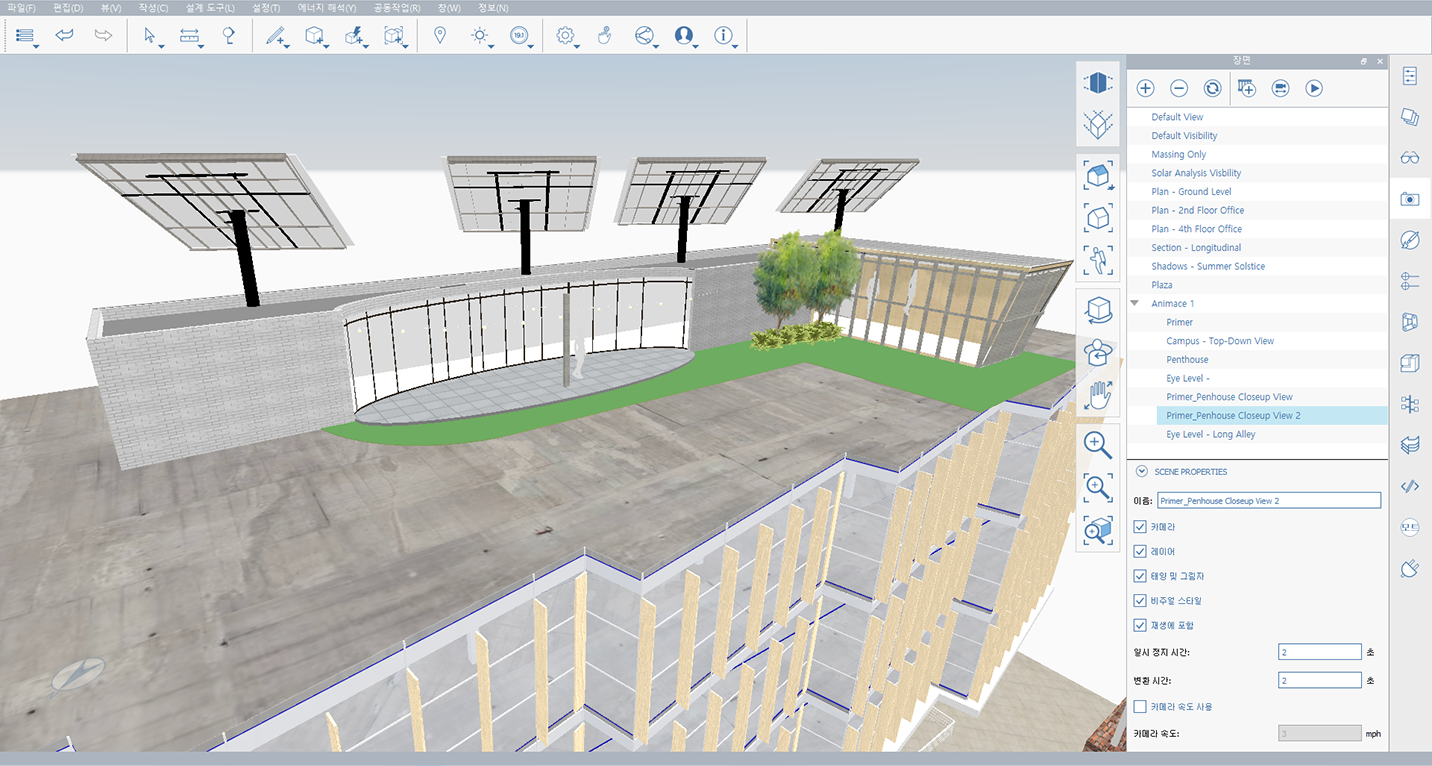 파일(F) 편집(D) 뷰(V) 작성(C) 설계 도구(L) 설정(T) 에너지 해석(Y) 공동작업(R) 창(W) 정보(N)
19.1
장면
Default View
Default Visibility
Massing Only
Solar Analysis Visbility
Plan - Ground Level
Plan - 2nd Floor Office
Plan - 4th Floor Office
Section - Longitudinal
Shadows - Summer Solstice
Plaza
Animace 1
Primer
Campus - Top-Down View
Penthouse
Eye Level -
Primer_Penhouse Closeup View
Primer_Penhouse Closeup View 2
Eye Level - Long Alley
SCENE PROPERTIES
이름: Primer_Penhouse Closeup View 2
카메라
레이어
태양 및 그림자
비주얼 스타일
재생에 포함
일시 정지 시간: 2 초
변환 시간: 2 초
카메라 속도 사용
카메라 속도: 3 mph
모드